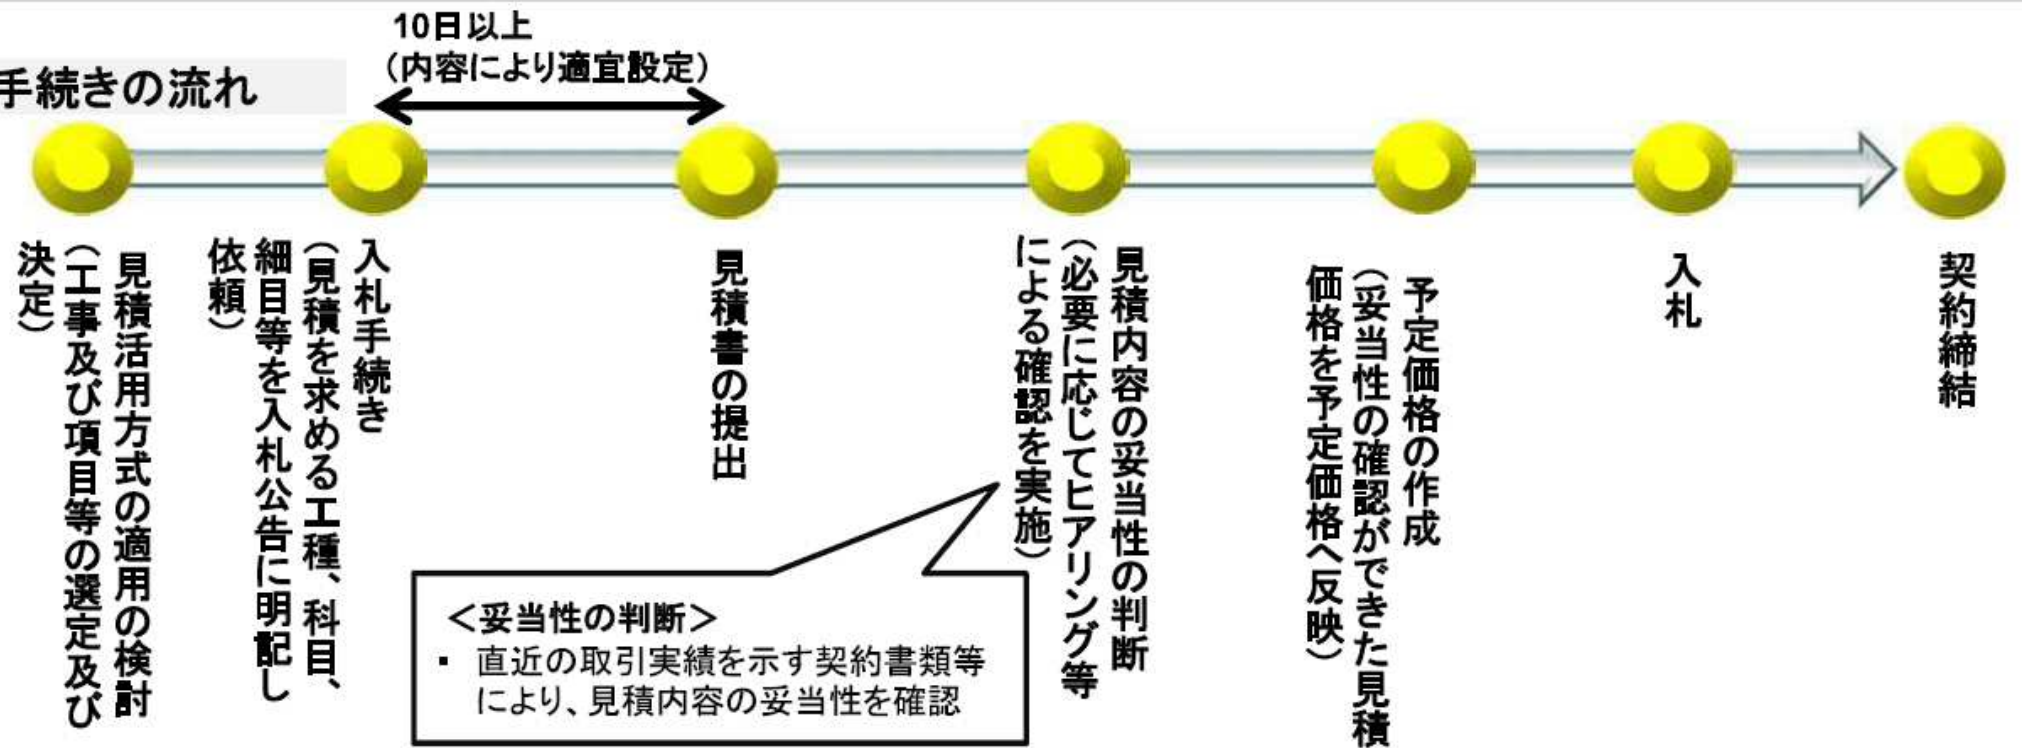 手続きの流れ
10日以上
（内容により適宜設定）
見積活用方式の適用の検討
（工事及び項目等の選定及び
決定）
入札手続き
（見積を求める工種、科目、
細目等を入札公告に明記し
依頼）
見積書の提出
見積内容の妥当性の判断
（必要に応じてヒアリング等
による確認を実施）
＜妥当性の判断＞
▪ 直近の取引実績を示す契約書類等
により、見積内容の妥当性を確認
予定価格の作成
（妥当性の確認ができた見積
価格を予定価格へ反映）
入札
契約締結